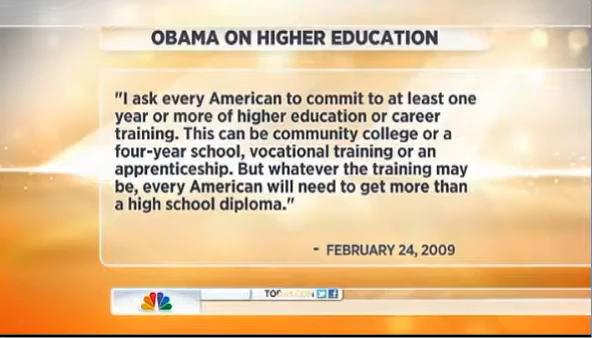 OBAMA ON HIGHER EDUCATION
"I ask every American to commit to at least one
year or more of higher education or career
training. This can be community college or a
four-year school, vocational training or an
apprenticeship. But whatever the training may
be, every American will need to get more than
a high school diploma."
- FEBRUARY 24, 2009